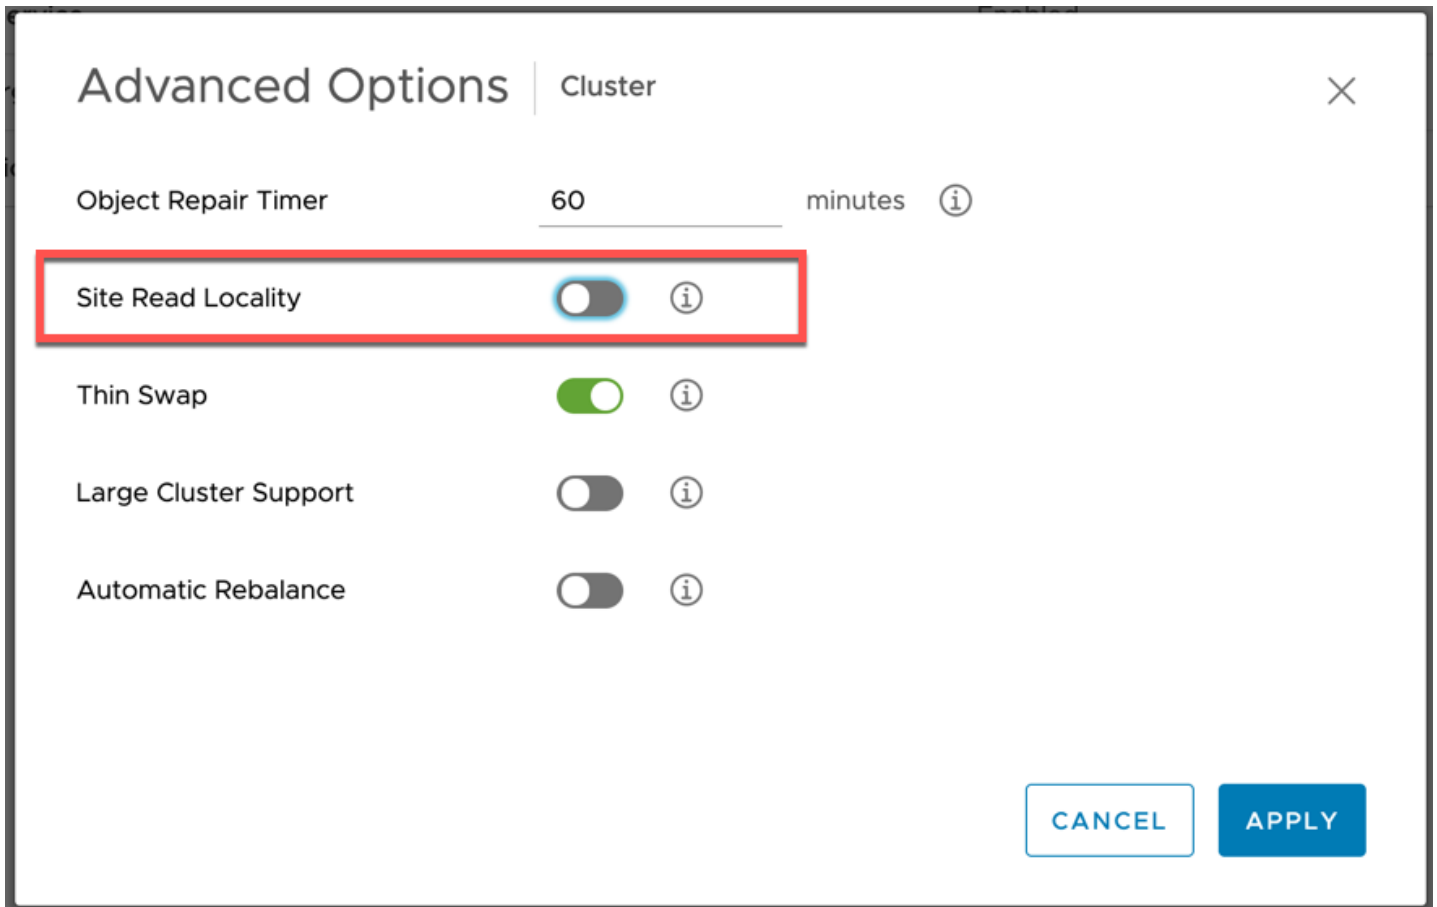 Advanced Options Cluster
Object Repair Timer 60 minutes
Site Read Locality
Thin Swap
Large Cluster Support
Automatic Rebalance
CANCEL APPLY